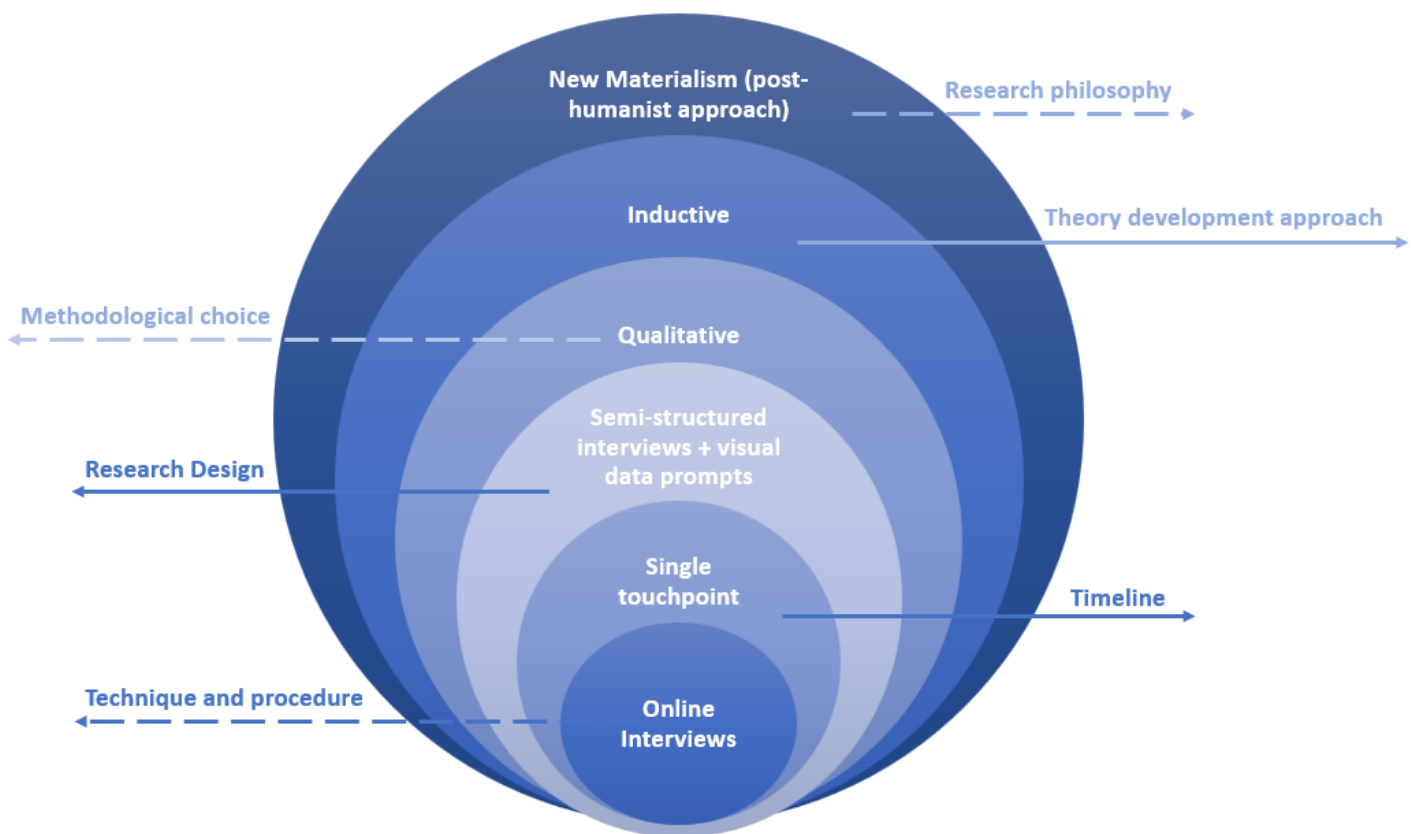 New Materialism (post-
humanist approach)
Research philosophy
Inductive
Theory development approach
Methodological choice
Qualitative
Semi-structured
interviews + visual
data prompts
Research Design
Single
touchpoint
Timeline
Technique and procedure
Online
Interviews